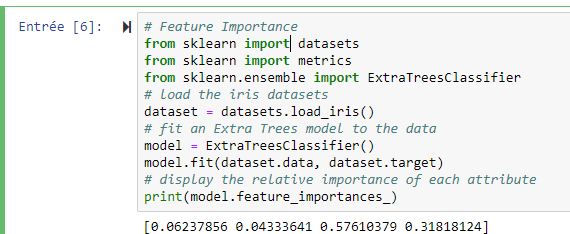 Entrée [6]:
# Feature Importance
from sklearn import datasets
from sklearn import metrics
from sklearn.ensemble import ExtraTreesClassifier
# load the iris datasets
dataset = datasets.load_iris()
# fit an Extra Trees model to the data
model = ExtraTreesClassifier()
model.fit(dataset.data, dataset.target)
# display the relative importance of each attribute
print(model.feature_importances_)
[0.06237856 0.04333641 0.57610379 0.31818124]